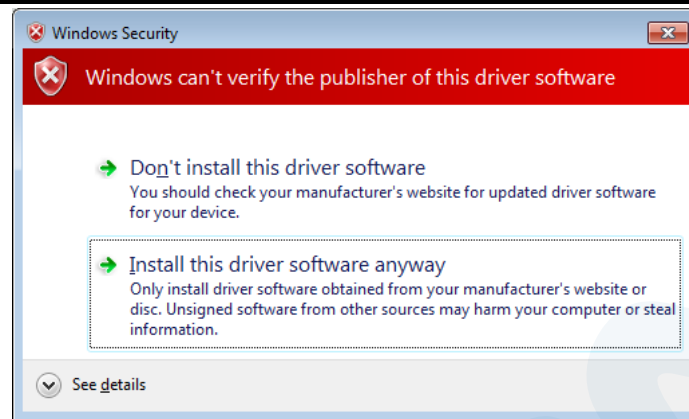 Windows Security
Windows can't verify the publisher of this driver software
Don't install this driver software
You should check your manufacturer's website for updated driver software
for your device.
Install this driver software anyway
Only install driver software obtained from your manufacturer's website or
disc. Unsigned software from other sources may harm your computer or steal
information.
See details